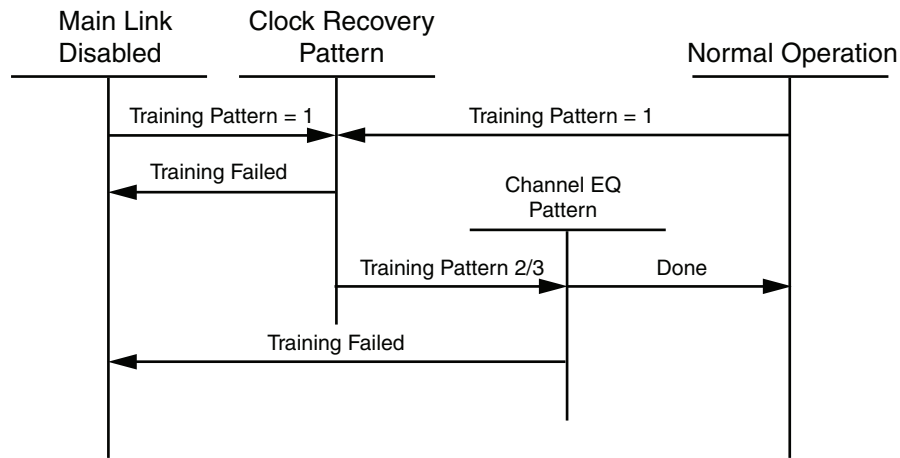 Main Link
Disabled
Clock Recovery
Pattern
Normal Operation
Training Pattern = 1
Training Pattern = 1
Training Failed
Channel EQ
Pattern
Training Pattern 2/3
Done
Training Failed